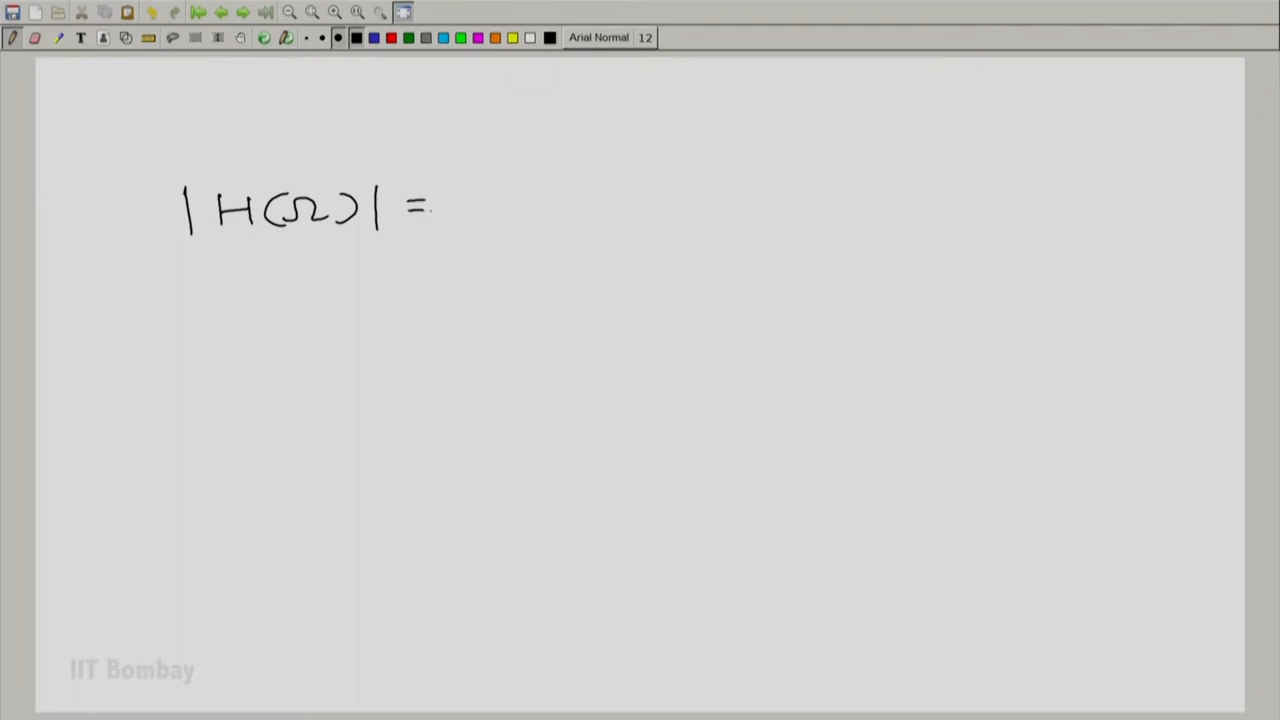 Arial Normal 12
|H(Ω)| =
IIT Bombay